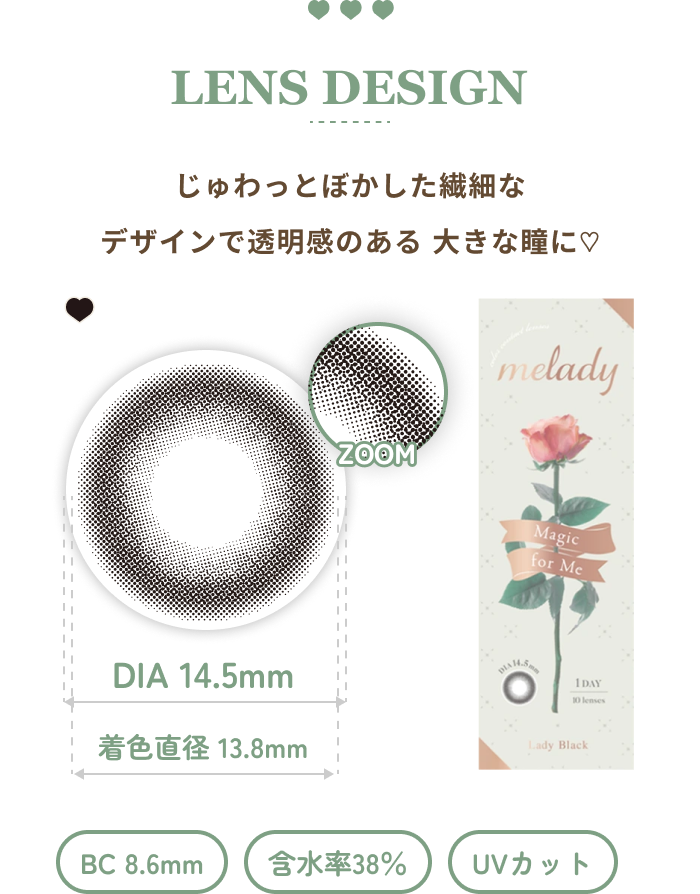 LENS DESIGN
じゅわっとぼかした繊細な
デザインで透明感のある 大きな瞳に♡
ZOOM
DIA 14.5mm
着色直径 13.8mm
melady
Magic
for Me
DIA 14.5mm
1DAY
10 lenses
Lady Black
BC 8.6mm
含水率38%
UVカット